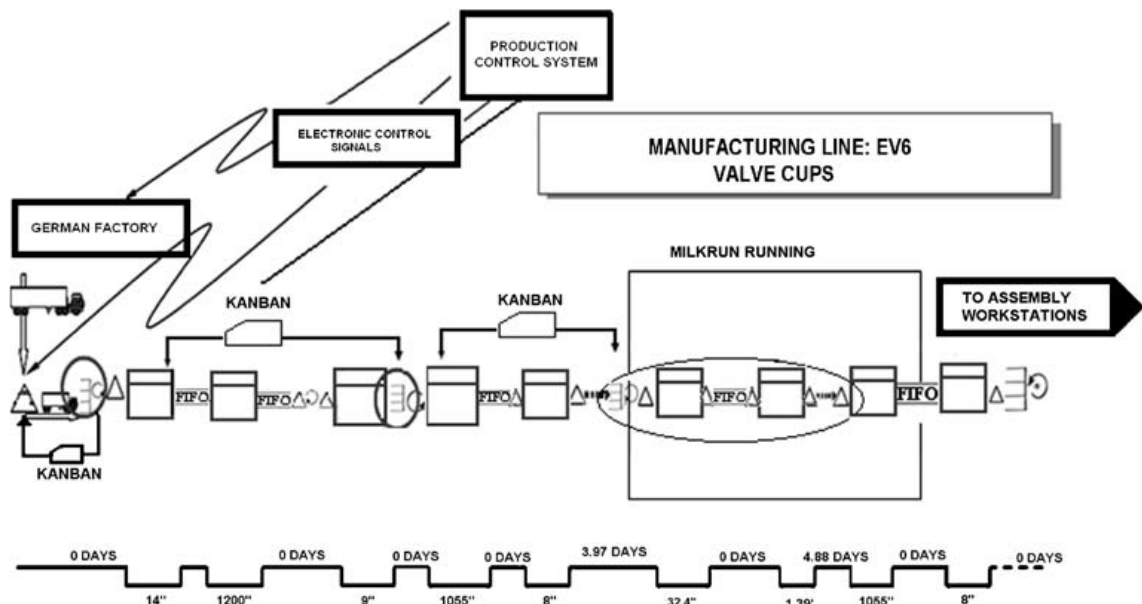 PRODUCTION
CONTROL SYSTEM
ELECTRONIC CONTROL
SIGNALS
MANUFACTURING LINE: EV6
VALVE CUPS
GERMAN FACTORY
MILKRUN RUNNING
KANBAN
KANBAN
TO ASSEMBLY
WORKSTATIONS
FIFO
FIFO
FIFO
FIFO
FIFO
KANBAN
0 DAYS
0 DAYS
0 DAYS
0 DAYS
3.97 DAYS
0 DAYS
4.88 DAYS
0 DAYS
0 DAYS
14"
1200"
9"
1055"
8"
32.4"
1.39'
1055"
8"